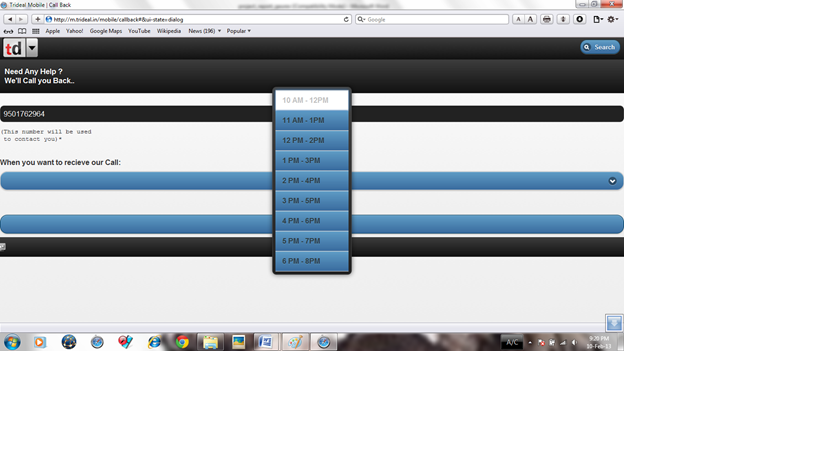 Trideal Mobile | Call Back
http://m.trideal.in/mobile/callback#&ui-state=dialog
Google
A A
Apple Yahoo! Google Maps YouTube Wikipedia News (196) Popular
td
Search
Need Any Help ?
We'll Call you Back..
9501762964
(This number will be used
to contact you)*
When you want to recieve our Call:
10 AM - 12PM
11 AM - 1PM
12 PM - 2PM
1 PM - 3PM
2 PM - 4PM
3 PM - 5PM
4 PM - 6PM
5 PM - 7PM
6 PM - 8PM
A/C
9:20 PM
10-Feb-13